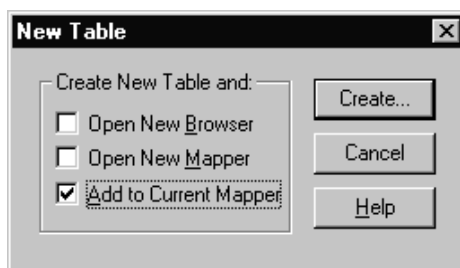 New Table
Create New Table and:
Open New Browser
Open New Mapper
Add to Current Mapper
Create...
Cancel
Help